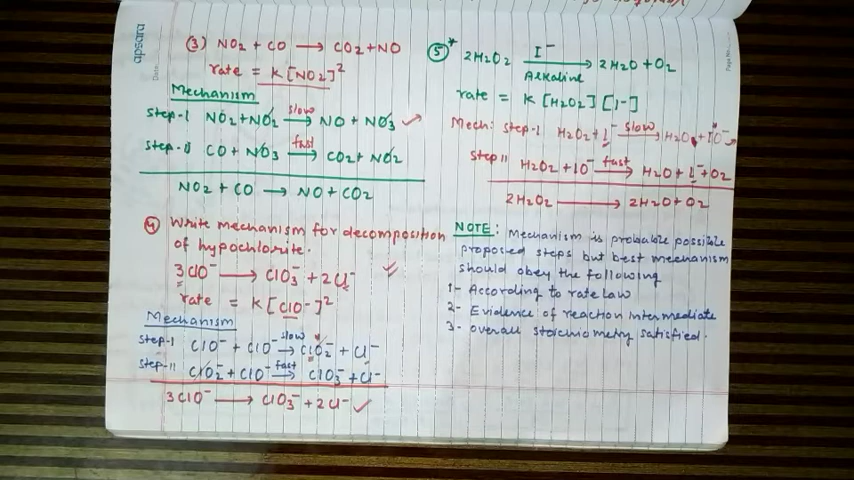 apsara
Date
Page No.
(3) NO2 + CO ⟶ CO2 + NO
rate = K[NO2]²
Mechanism
Step-I NO2 + NO2 slow⟶ NO + NO3
Step-II CO + NO3 fast⟶ CO2 + NO2
NO2 + CO ⟶ NO + CO2
(4) Write mechanism for decomposition
of hypochlorite.
3ClO⁻ ⟶ ClO3⁻ + 2Cl⁻
rate = K[ClO⁻]²
Mechanism
Step-I ClO⁻ + ClO⁻ slow⟶ ClO2⁻ + Cl⁻
Step-II ClO2⁻ + ClO⁻ fast⟶ ClO3⁻ + Cl⁻
3ClO⁻ ⟶ ClO3⁻ + 2Cl⁻
(5)* 2H2O2 I⁻⟶Alkaline 2H2O + O2
rate = K[H2O2][I-]
Mech: Step-I H2O2 + I⁻ slow⟶ H2O + IO⁻
Step II H2O2 + IO⁻ fast⟶ H2O + I⁻ + O2
2H2O2 ⟶ 2H2O + O2
NOTE: Mechanism is probable possible
proposed steps but best mechanism
should obey the following
1- According to rate law
2- Evidence of reaction intermediate
3- overall stoichiometry satisfied.